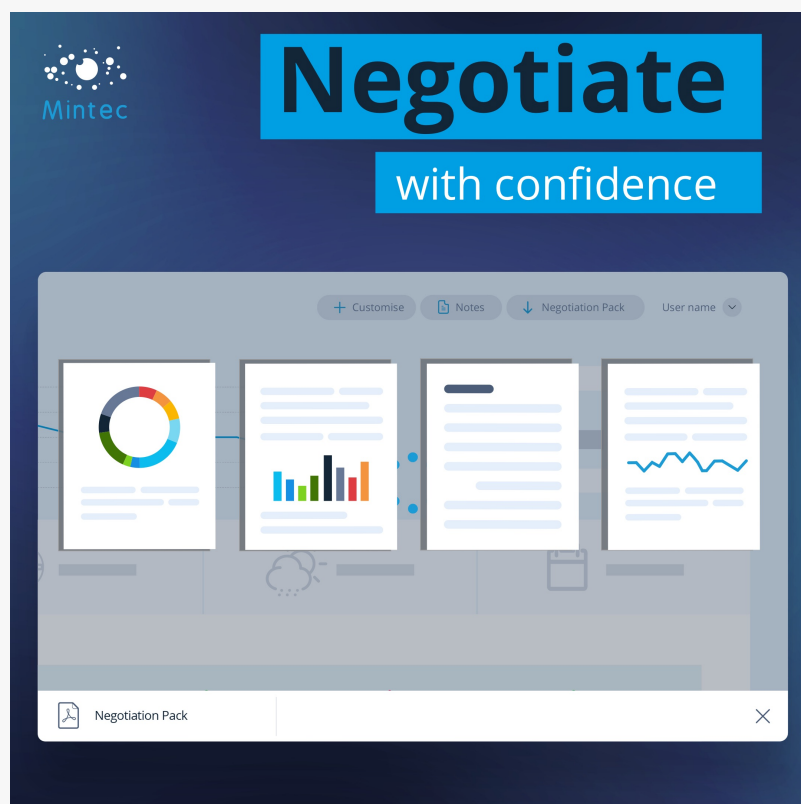 Mintec
Negotiate
with confidence
Customise
Notes
Negotiation Pack
User name
Negotiation Pack